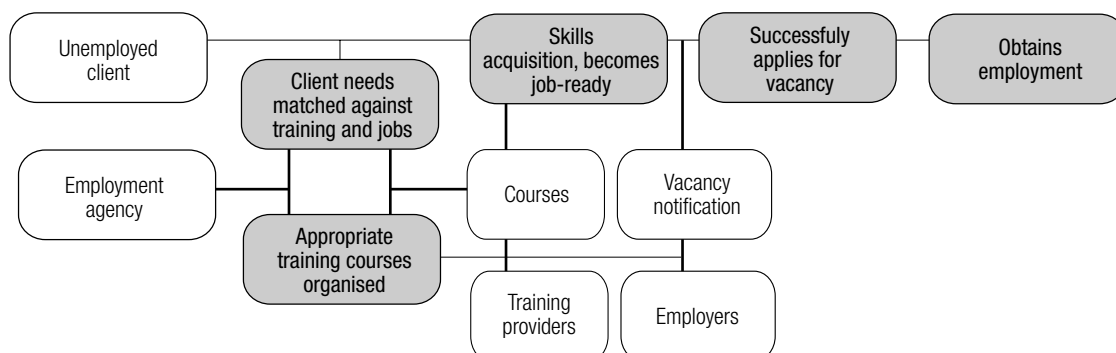 Unemployed
client
Client needs
matched against
training and jobs
Skills
acquisition, becomes
job-ready
Successfuly
applies for
vacancy
Obtains
employment
Employment
agency
Courses
Vacancy
notification
Appropriate
training courses
organised
Training
providers
Employers